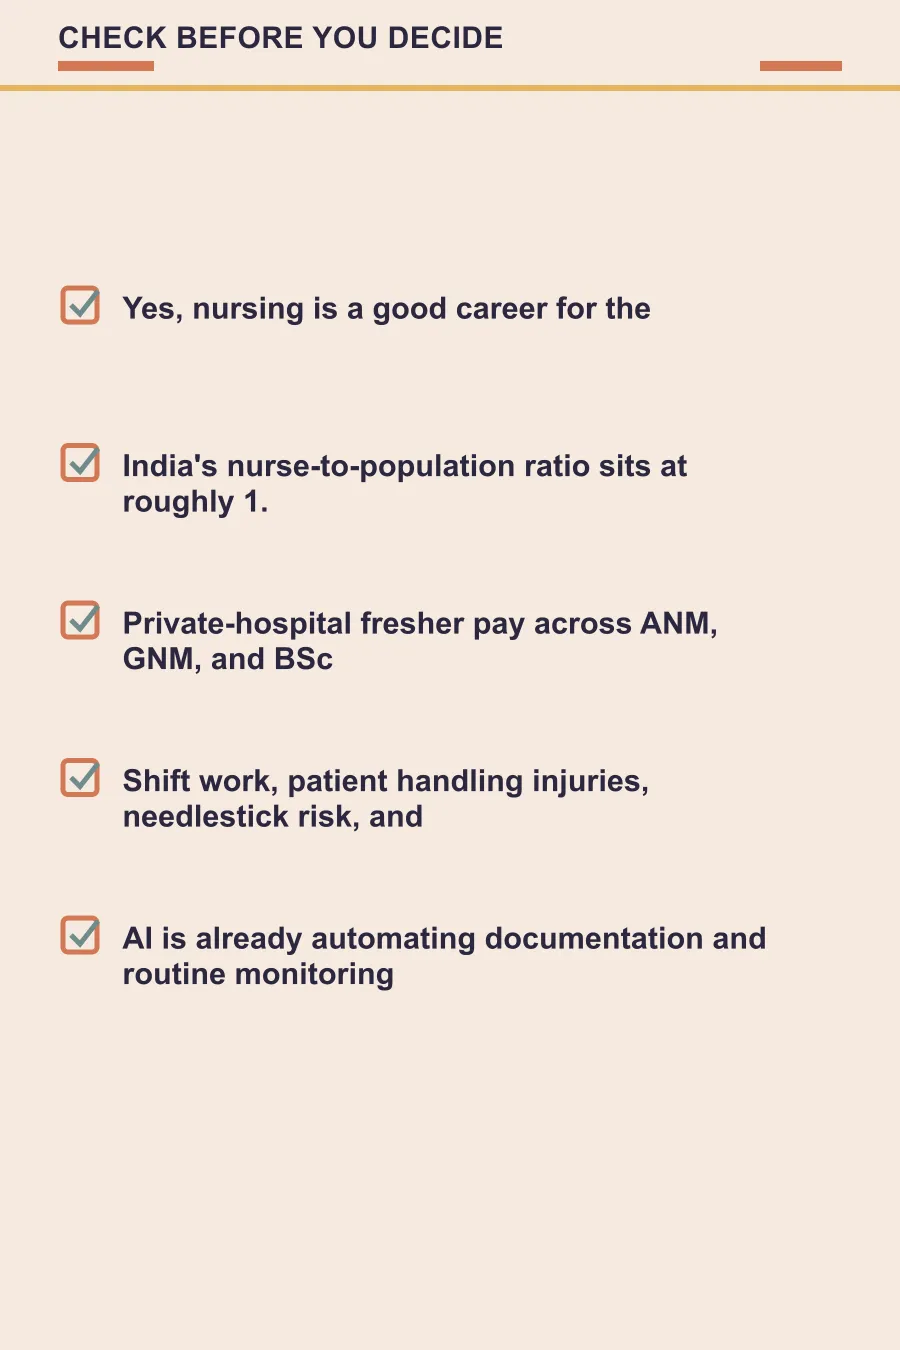 CHECK BEFORE YOU DECIDE
Yes, nursing is a good career for the
India's nurse-to-population ratio sits at
roughly 1.
Private-hospital fresher pay across ANM,
GNM, and BSc
Shift work, patient handling injuries,
needlestick risk, and
AI is already automating documentation and
routine monitoring